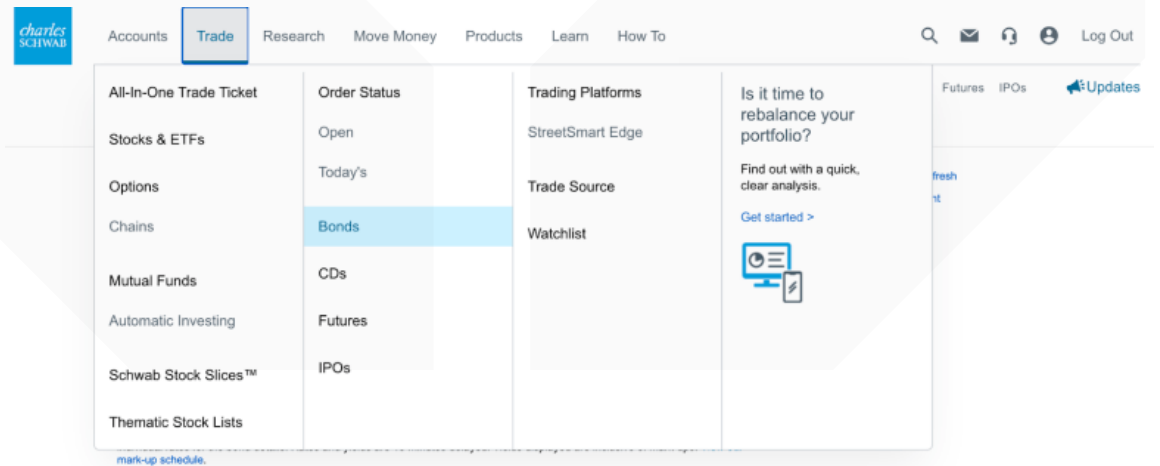 charles
SCHWAB
Accounts Trade Research Move Money Products Learn How To Log Out
All-In-One Trade Ticket
Stocks & ETFs
Options
Chains
Mutual Funds
Automatic Investing
Schwab Stock Slices™
Thematic Stock Lists
Order Status
Open
Today's
Bonds
CDs
Futures
IPOs
Trading Platforms
StreetSmart Edge
Trade Source
Watchlist
Is it time to
rebalance your
portfolio?
Find out with a quick,
clear analysis.
Get started >
Futures IPOs Updates
mark-up schedule.